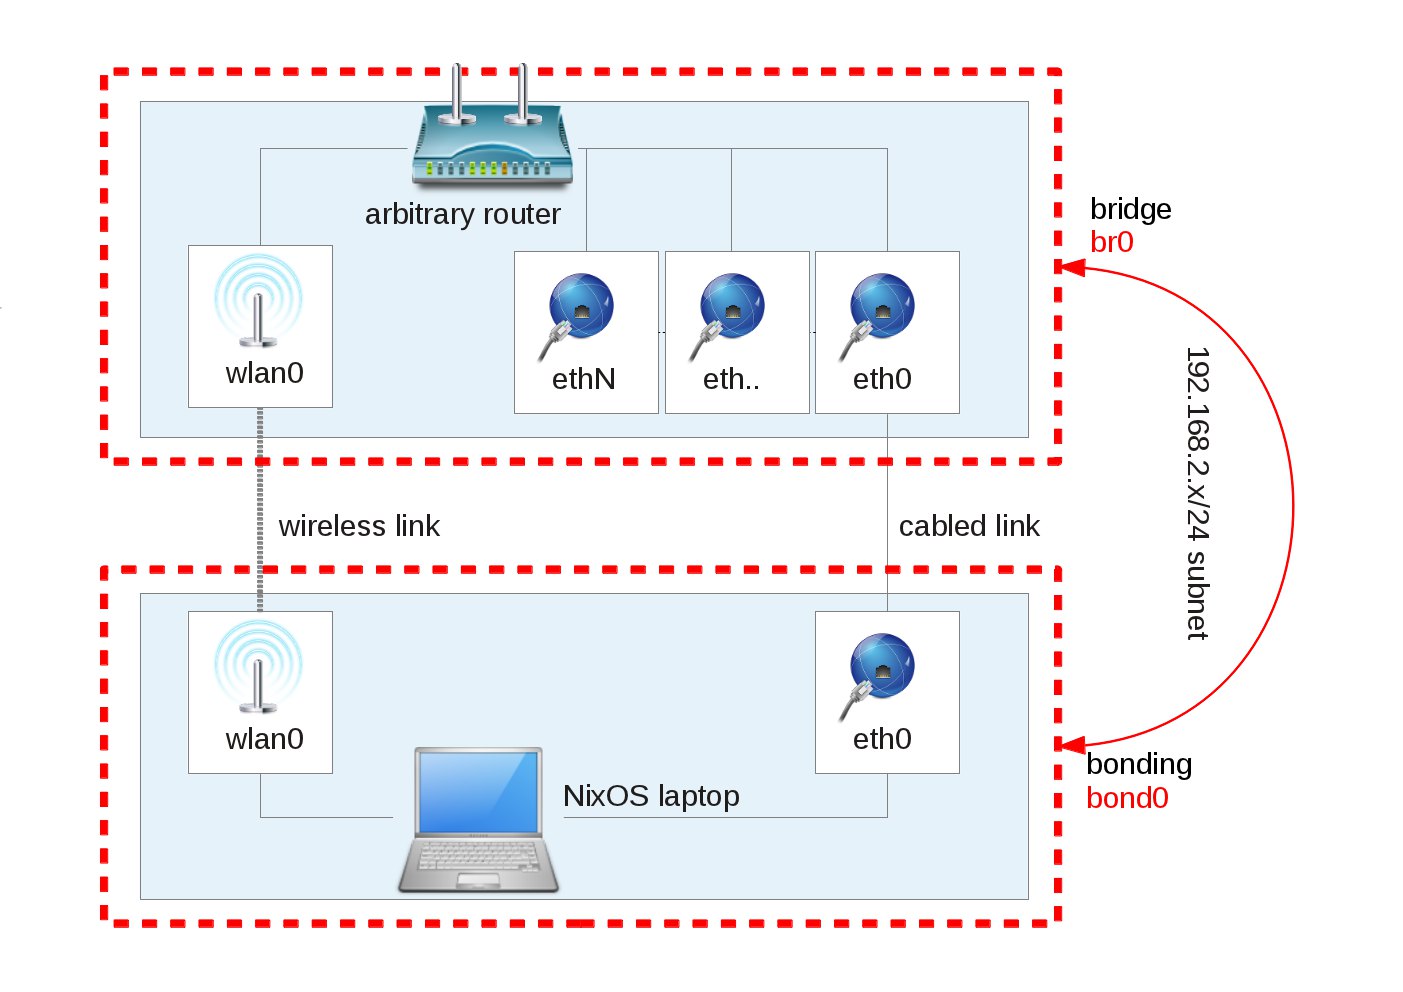 arbitrary router
bridge
br0
wlan0
ethN
eth..
eth0
192.168.2.x/24 subnet
wireless link
cabled link
wlan0
eth0
NixOS laptop
bonding
bond0